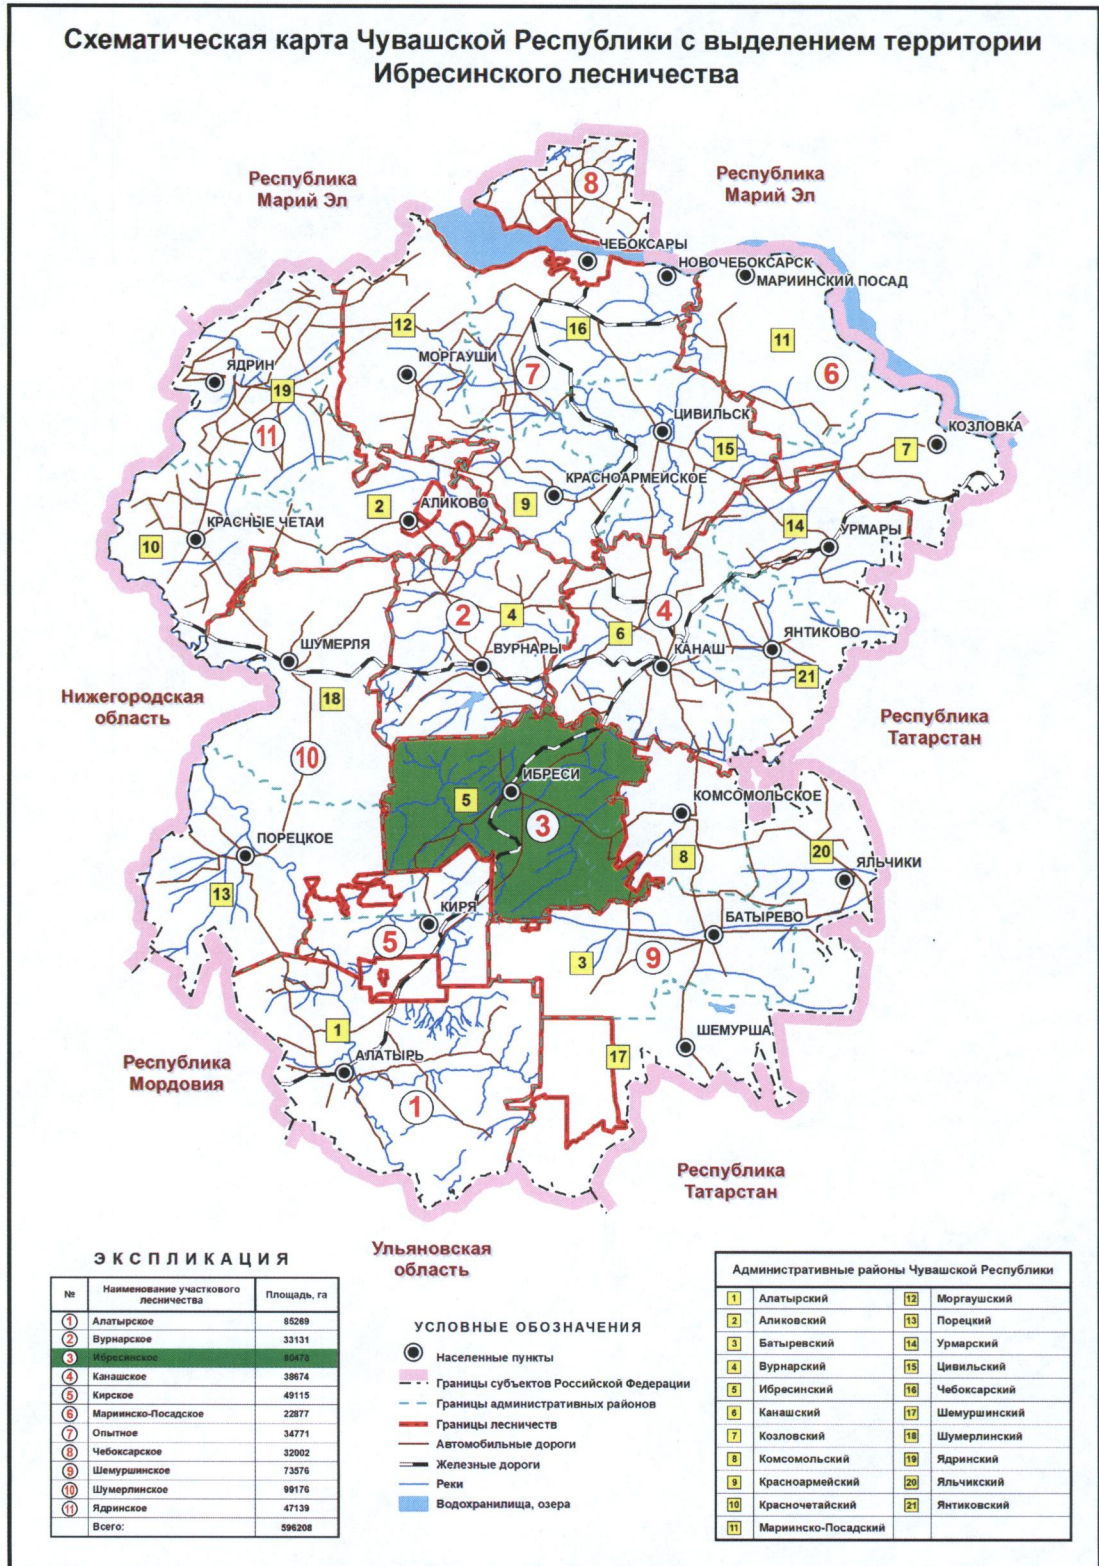 Схематическая карта Чувашской Республики с выделением территории
Ибресинского лесничества
Республика
Марий Эл
Республика
Марий Эл
8
ЧЕБОКСАРЫ
НОВОЧЕБОКСАРСК
МАРИИНСКИЙ ПОСАД
12
16
11
МОРГАУШИ
7
6
ЯДРИН
19
11
ЦИВИЛЬСК
КОЗЛОВКА
15
7
КРАСНОАРМЕЙСКОЕ
9
2
АЛИКОВО
КРАСНЫЕ ЧЕТАИ
10
14
УРМАРЫ
2
4
4
6
ЯНТИКОВО
ШУМЕРЛЯ
ВУРНАРЫ
КАНАШ
21
18
Нижегородская
область
Республика
Татарстан
10
ИБРЕСИ
5
3
КОМСОМОЛЬСКОЕ
ПОРЕЦКОЕ
8
20
ЯЛЬЧИКИ
13
КИРЯ
5
БАТЫРЕВО
3
9
1
ШЕМУРША
17
АЛАТЫРЬ
1
Республика
Мордовия
Республика
Татарстан
Ульяновская
область
ЭКСПЛИКАЦИЯ
№ Наименование участкового лесничества Площадь, га
1 Алатырское 85269
2 Вурнарское 33131
3 Ибресинское 80478
4 Канашское 38674
5 Кирское 49115
6 Мариинско-Посадское 22877
7 Опытное 34771
8 Чебоксарское 32002
9 Шемуршинское 73576
10 Шумерлинское 99176
11 Ядринское 47139
Всего: 596208
УСЛОВНЫЕ ОБОЗНАЧЕНИЯ
Населенные пункты
Границы субъектов Российской Федерации
Границы административных районов
Границы лесничеств
Автомобильные дороги
Железные дороги
Реки
Водохранилища, озера
Административные районы Чувашской Республики
1 Алатырский 12 Моргаушский
2 Аликовский 13 Порецкий
3 Батыревский 14 Урмарский
4 Вурнарский 15 Цивильский
5 Ибресинский 16 Чебоксарский
6 Канашский 17 Шемуршинский
7 Козловский 18 Шумерлинский
8 Комсомольский 19 Ядринский
9 Красноармейский 20 Яльчикский
10 Красночетайский 21 Янтиковский
11 Мариинско-Посадский